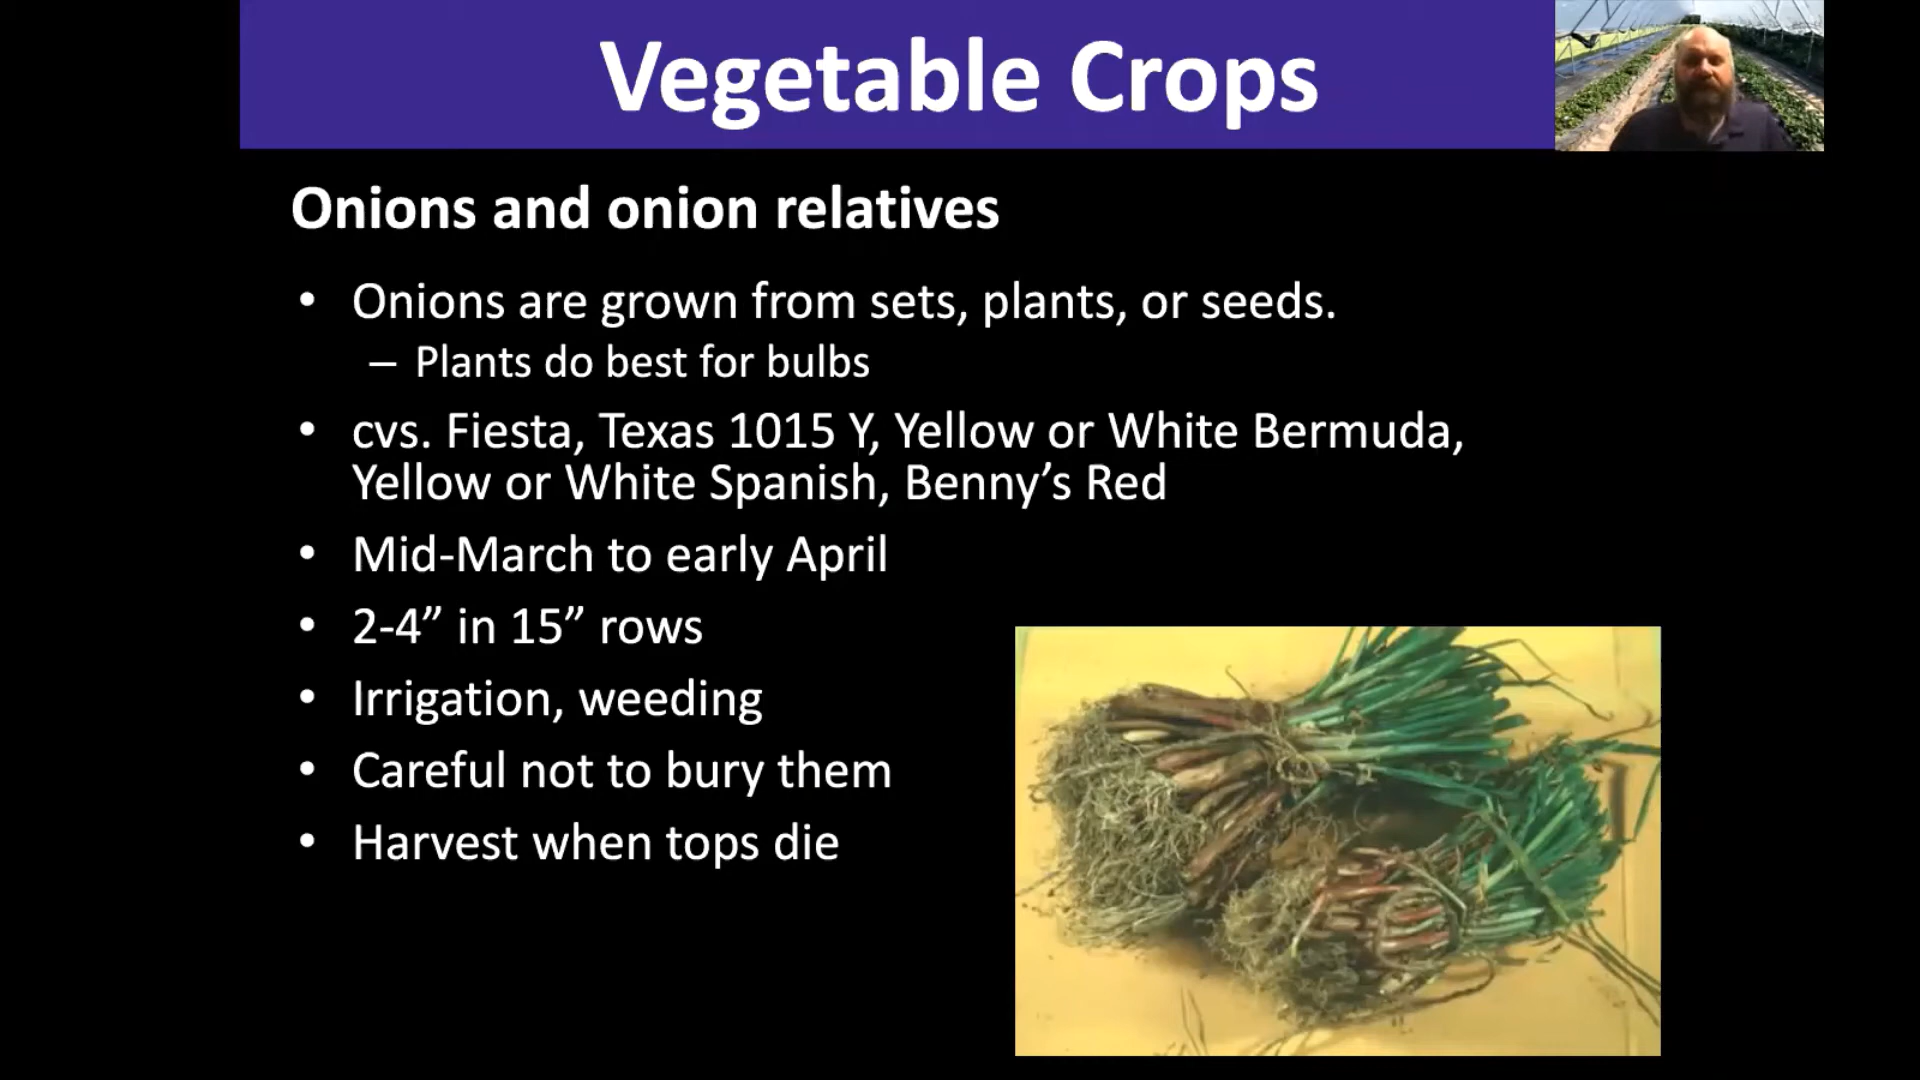 Vegetable Crops
Onions and onion relatives
• Onions are grown from sets, plants, or seeds.
– Plants do best for bulbs
• cvs. Fiesta, Texas 1015 Y, Yellow or White Bermuda,
Yellow or White Spanish, Benny’s Red
• Mid-March to early April
• 2-4” in 15” rows
• Irrigation, weeding
• Careful not to bury them
• Harvest when tops die